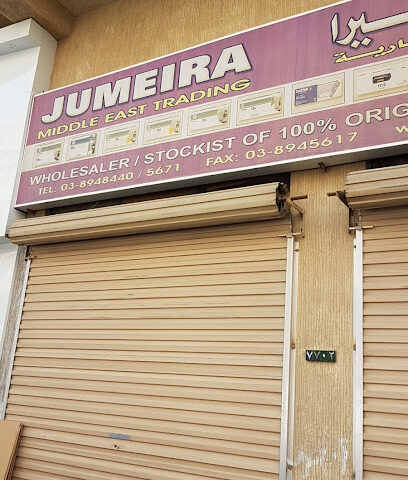 JUMEIRA
MIDDLE EAST TRADING
WHOLESALER / STOCKIST OF 100% ORIG
TEL: 03-8948440 / 5671 FAX: 03-8945617 W
٧٧٠٢